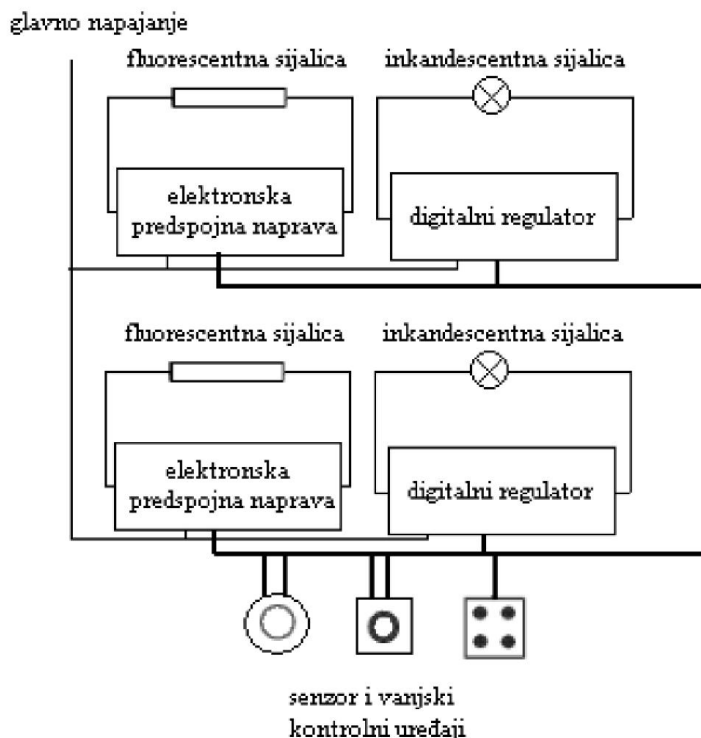 glavno napajanje
fluorescentna sijalica
inkandescentna sijalica
elektronska
predspojna naprava
digitalni regulator
fluorescentna sijalica
inkandescentna sijalica
elektronska
predspojna naprava
digitalni regulator
senzor i vanjski
kontrolni uređaji